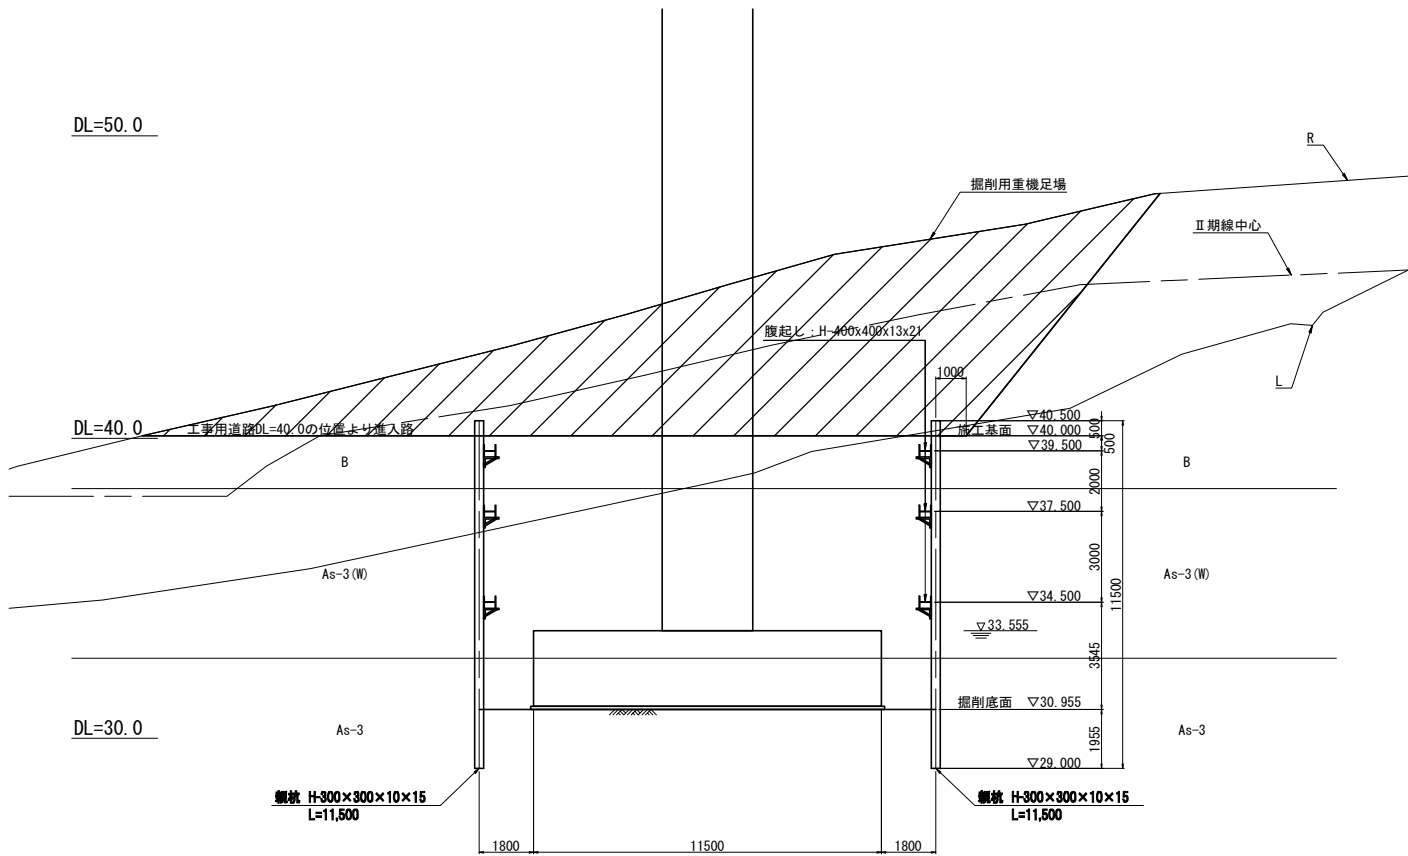 DL=50.0
R
掘削用重機足場
Ⅱ期線中心
腹起し：H-400x400x13x21
1000
L
DL=40.0
工事用道路DL=40.0の位置より進入路
▽40.500
施工基面 ▽40.000
▽39.500
500
500
B
B
2000
▽37.500
3000
As-3(W)
As-3(W)
11500
▽34.500
▽33.555
3545
掘削底面 ▽30.955
DL=30.0
As-3
As-3
1955
▽29.000
親杭 H-300×300×10×15
L=11,500
親杭 H-300×300×10×15
L=11,500
1800
11500
1800